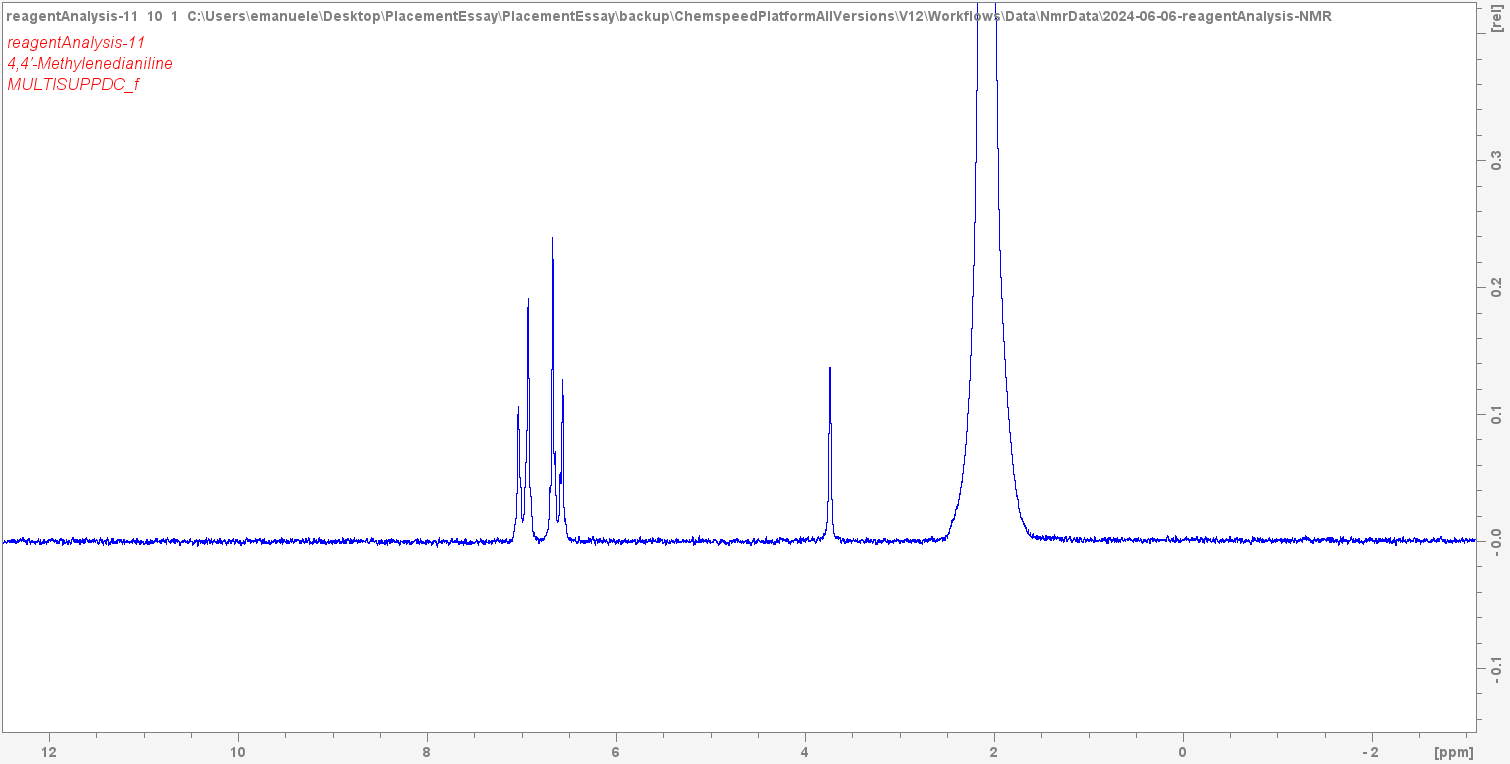 reagentAnalysis-11 10 1 C:\Users\emanuele\Desktop\PlacementEssay\PlacementEssay\backup\ChemspeedPlatformAllVersions\V12\Workflows\Data\NmrData\2024-06-06-reagentAnalysis-NMR
reagentAnalysis-11
4,4'-Methylenedianiline
MULTISUPPDC_f
[rel]
0.3
0.2
0.1
-0.0
-0.1
12 10 8 6 4 2 0 -2 [ppm]